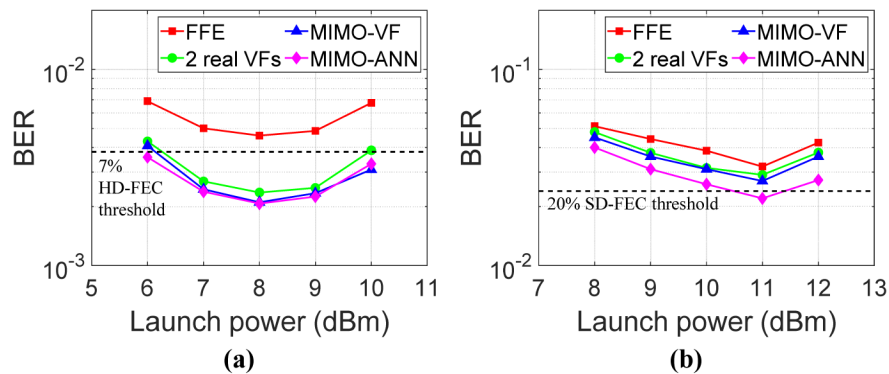 FFE
MIMO-VF
2 real VFs
MIMO-ANN
10⁻²
BER
7%
HD-FEC
threshold
10⁻³
5 6 7 8 9 10 11
Launch power (dBm)
(a)
FFE
MIMO-VF
2 real VFs
MIMO-ANN
10⁻¹
BER
20% SD-FEC threshold
10⁻²
7 8 9 10 11 12 13
Launch power (dBm)
(b)